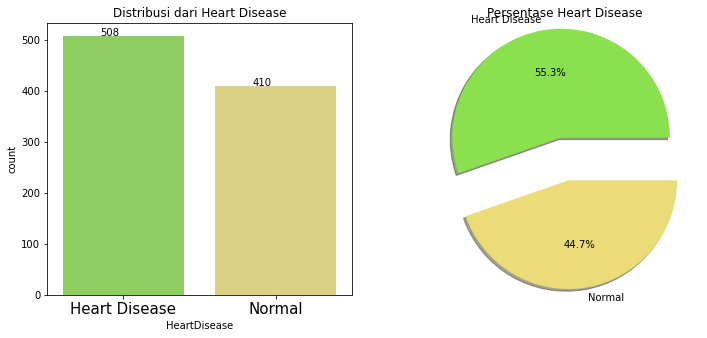 Distribusi dari Heart Disease
500
400
300
200
100
0
count
508
410
Heart Disease
Normal
HeartDisease
Persentase Heart Disease
Heart Disease
55.3%
44.7%
Normal